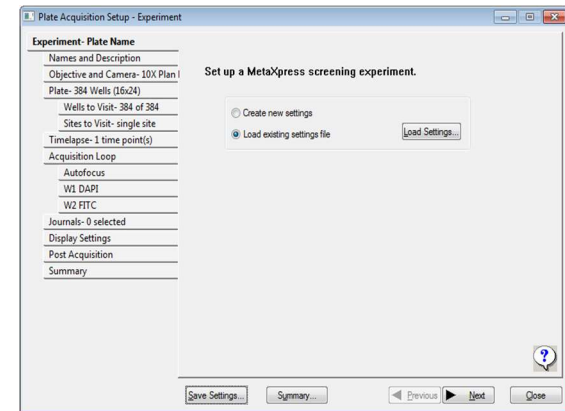 Plate Acquisition Setup - Experiment
Experiment- Plate Name
Names and Description
Objective and Camera- 10X Plan
Plate- 384 Wells (16x24)
Wells to Visit- 384 of 384
Sites to Visit- single site
Timelapse- 1 time point(s)
Acquisition Loop
Autofocus
W1 DAPI
W2 FITC
Journals- 0 selected
Display Settings
Post Acquisition
Summary
Set up a MetaXpress screening experiment.
Create new settings
Load existing settings file
Load Settings...
?
Save Settings... Summary... Previous Next Close